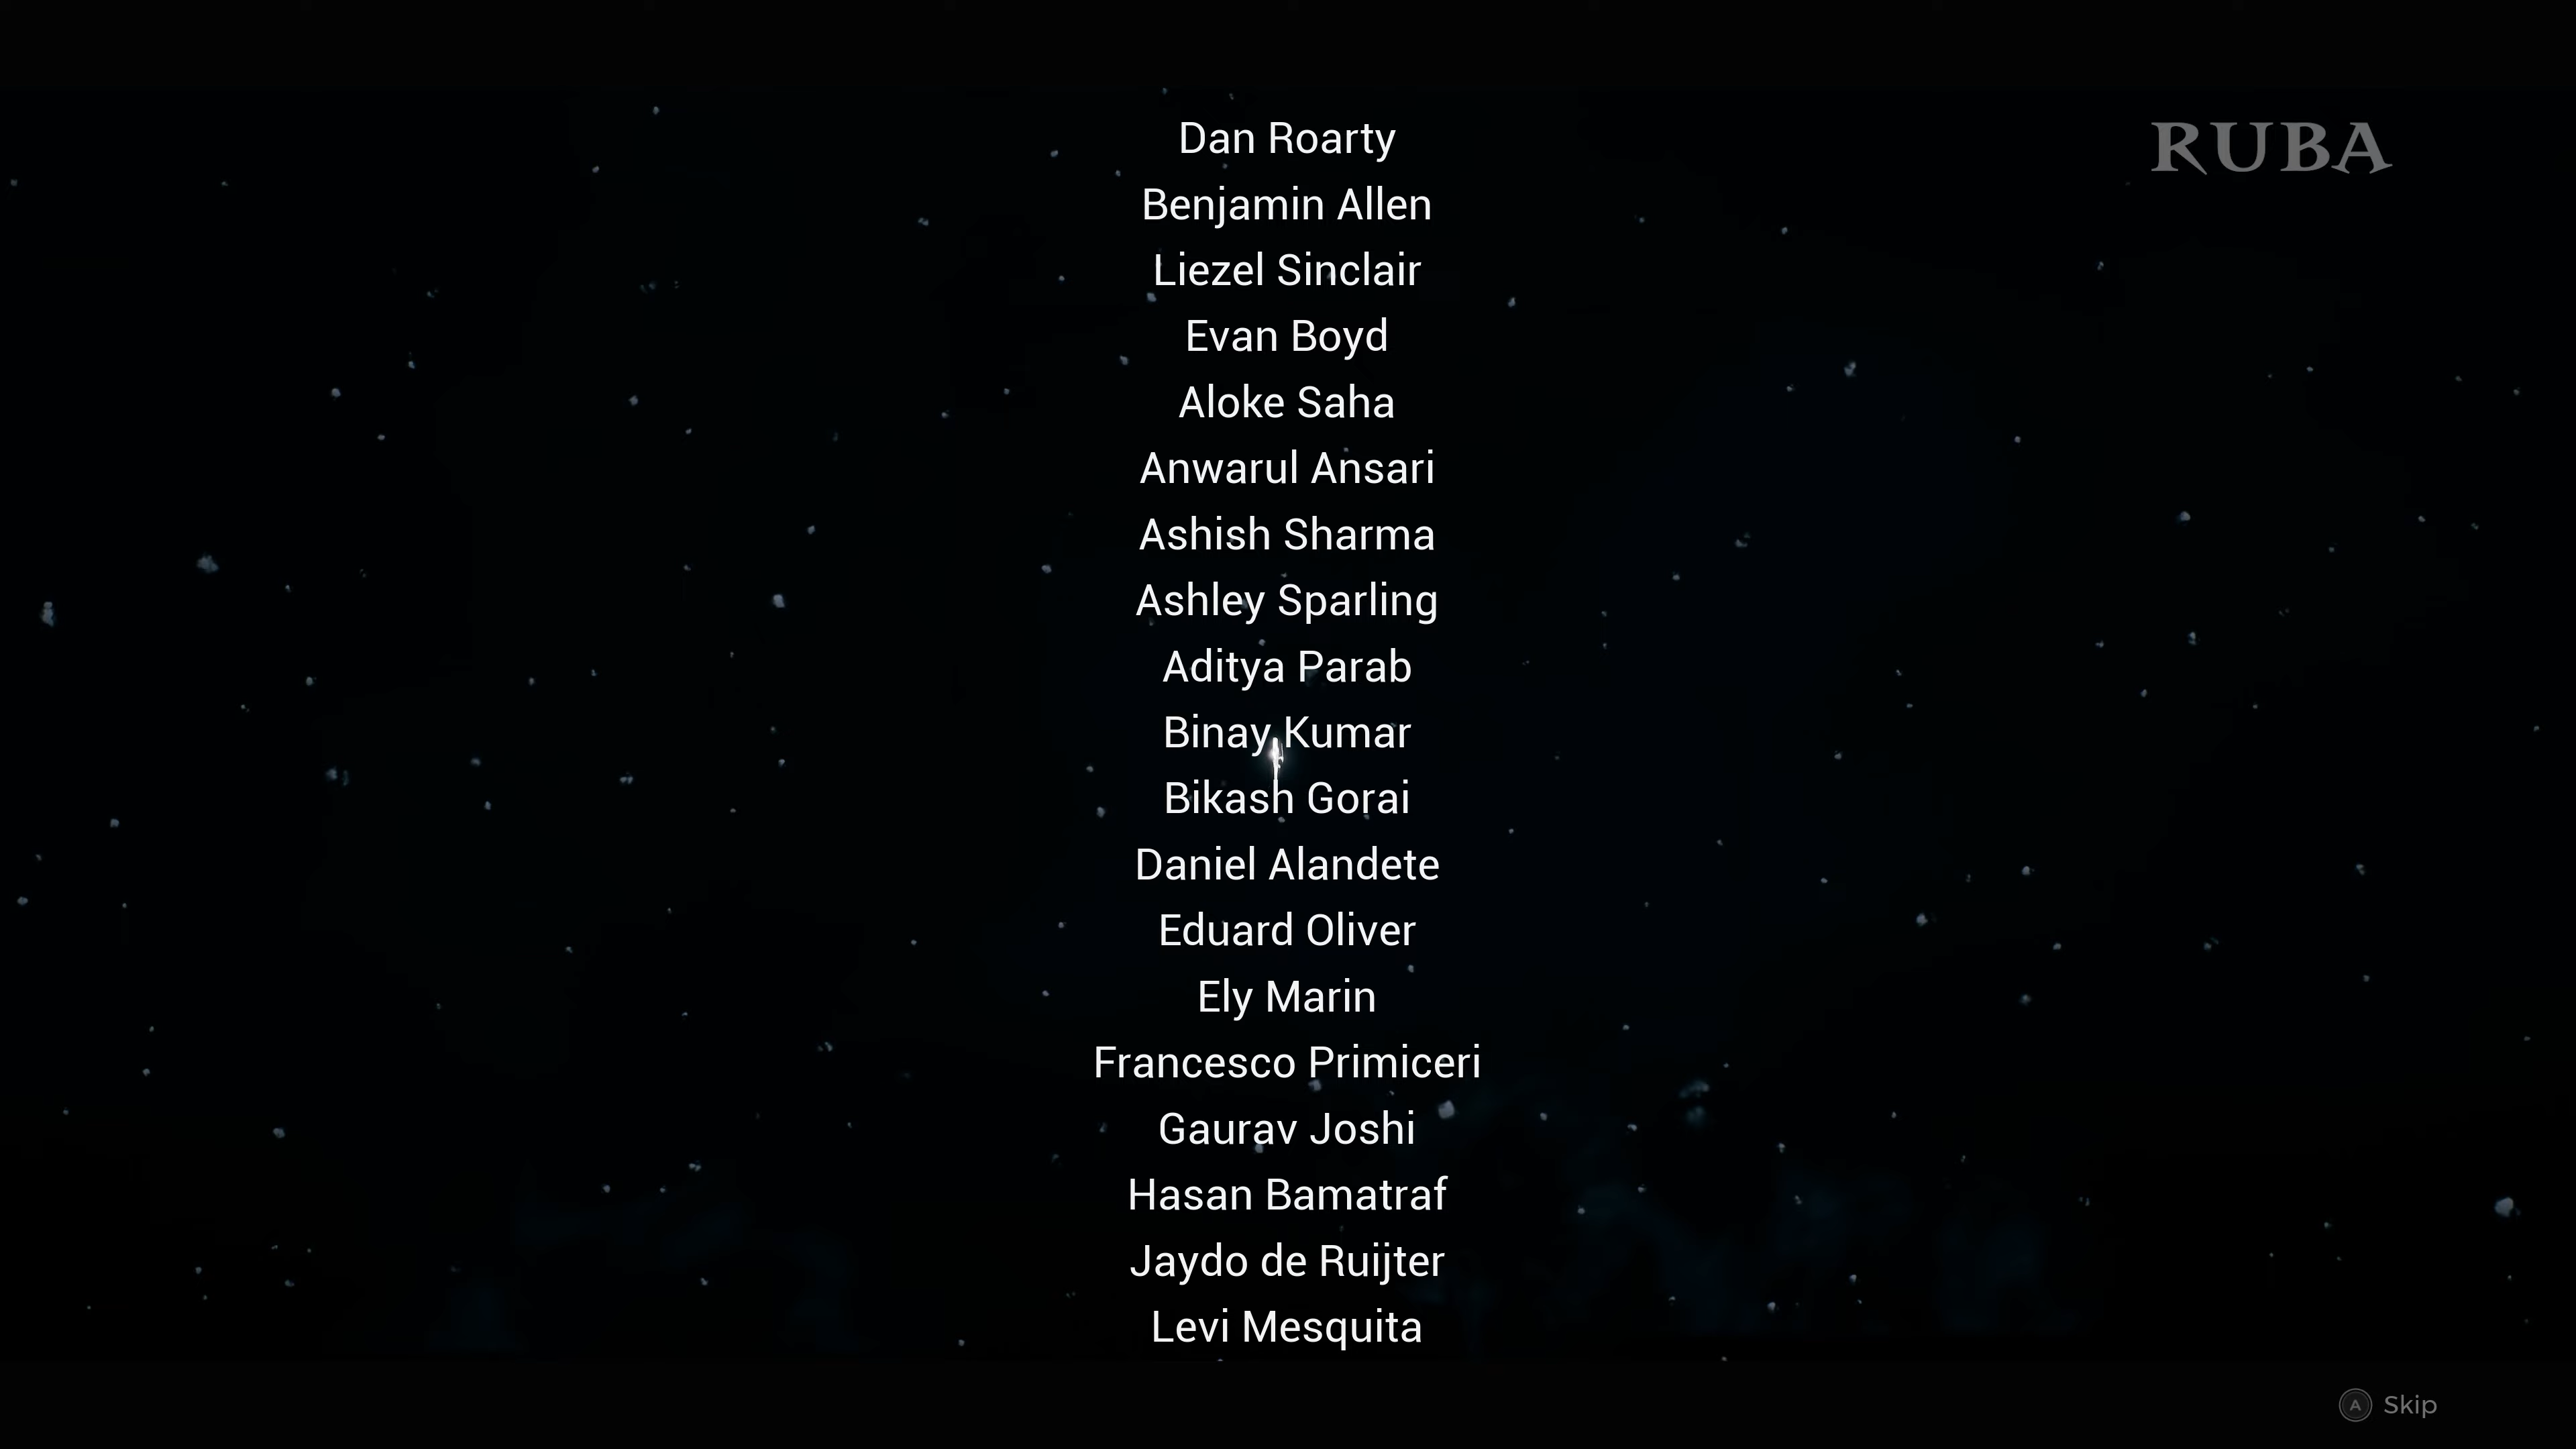 RUBA
Dan Roarty
Benjamin Allen
Liezel Sinclair
Evan Boyd
Aloke Saha
Anwarul Ansari
Ashish Sharma
Ashley Sparling
Aditya Parab
Binay Kumar
Bikash Gorai
Daniel Alandete
Eduard Oliver
Ely Marin
Francesco Primiceri
Gaurav Joshi
Hasan Bamatraf
Jaydo de Ruijter
Levi Mesquita
A Skip